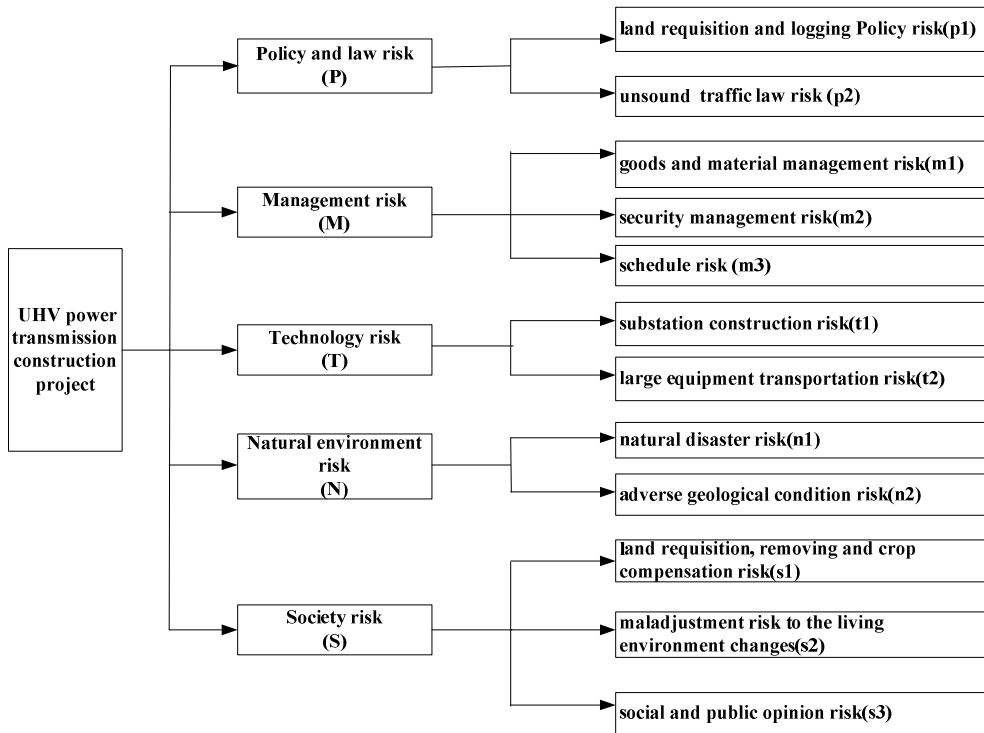 UHV power
transmission
construction
project
Policy and law risk
(P)
land requisition and logging Policy risk(p1)
unsound traffic law risk (p2)
Management risk
(M)
goods and material management risk(m1)
security management risk(m2)
schedule risk (m3)
Technology risk
(T)
substation construction risk(t1)
large equipment transportation risk(t2)
Natural environment
risk
(N)
natural disaster risk(n1)
adverse geological condition risk(n2)
Society risk
(S)
land requisition, removing and crop
compensation risk(s1)
maladjustment risk to the living
environment changes(s2)
social and public opinion risk(s3)